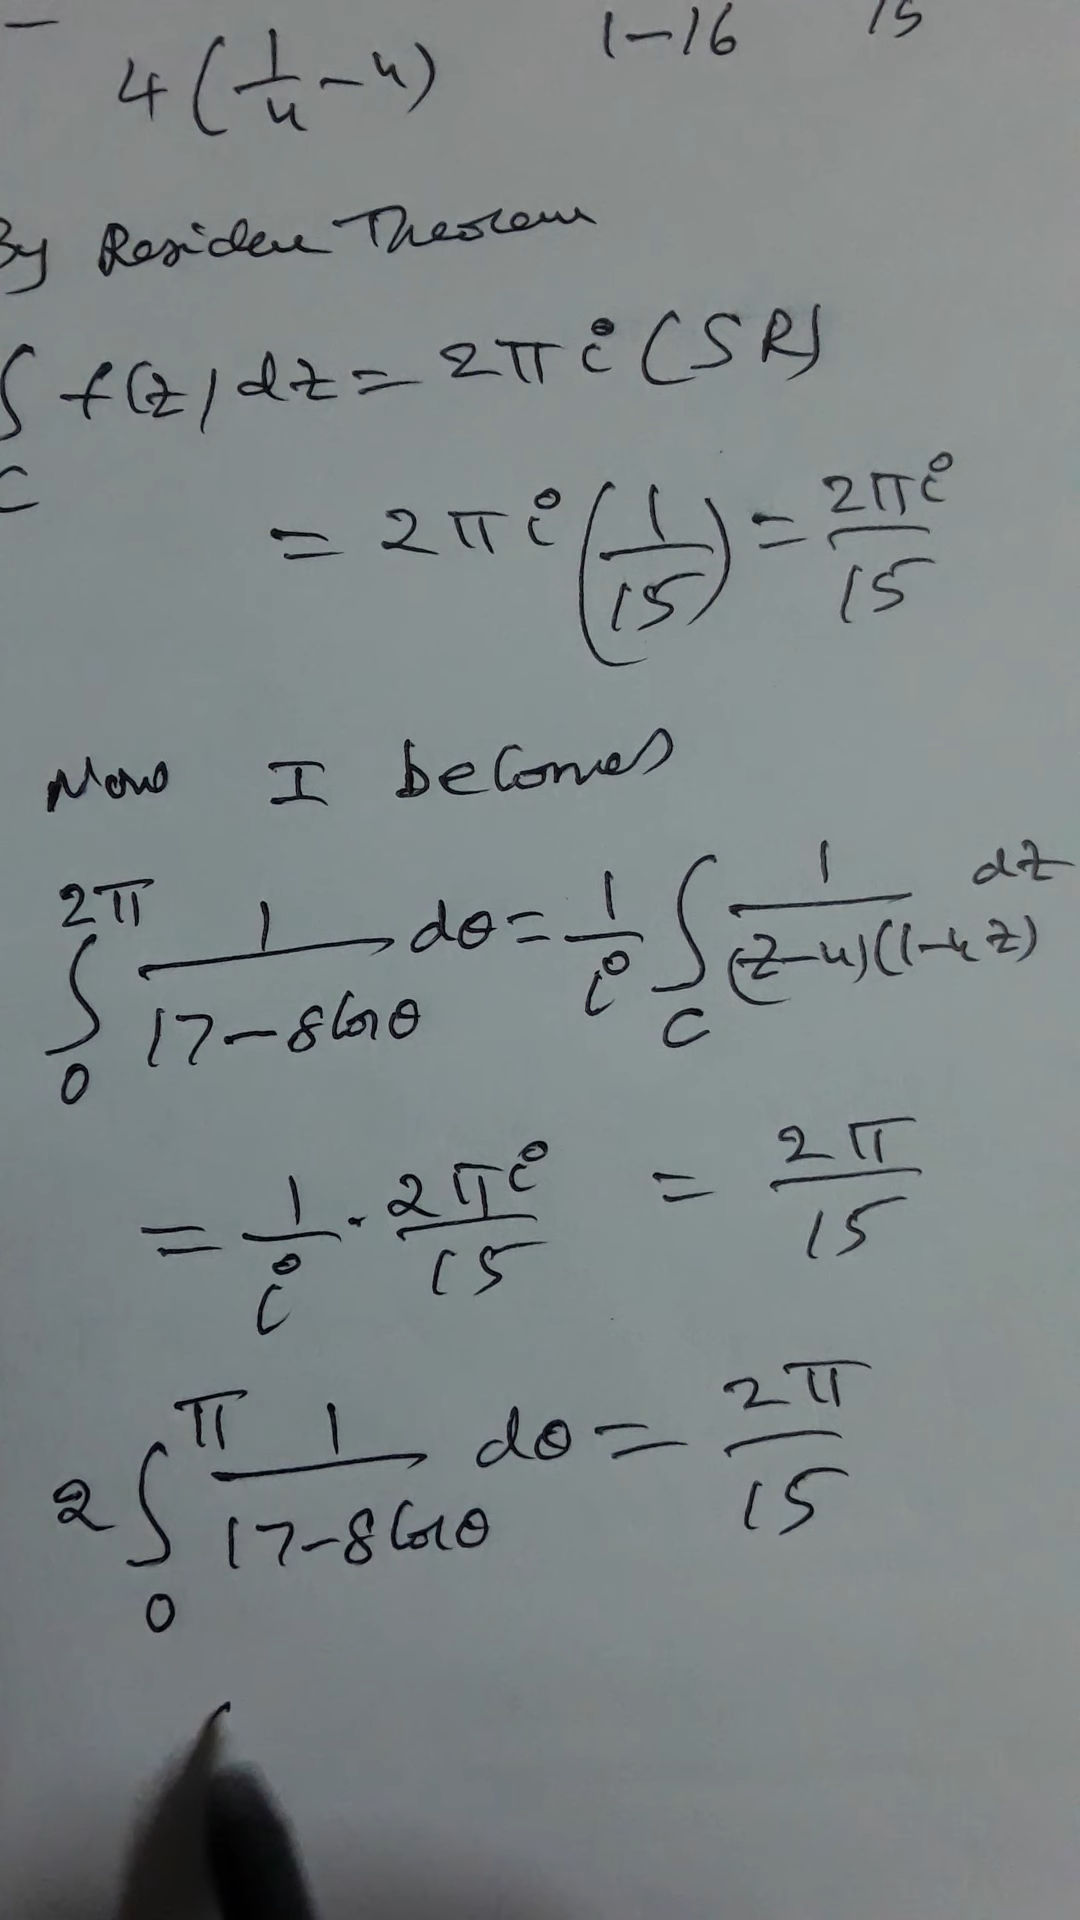 4(1/4 - 4) 1-16 15
By Residue Theorem
∫_C f(z) dz = 2πi (SR)
= 2πi (1/15) = 2πi/15
Now I becomes
∫_0^{2π} 1/(17-8cosθ) dθ = 1/i ∫_C 1/((z-4)(1-4z)) dz
= 1/i · 2πi/15 = 2π/15
2 ∫_0^π 1/(17-8cosθ) dθ = 2π/15